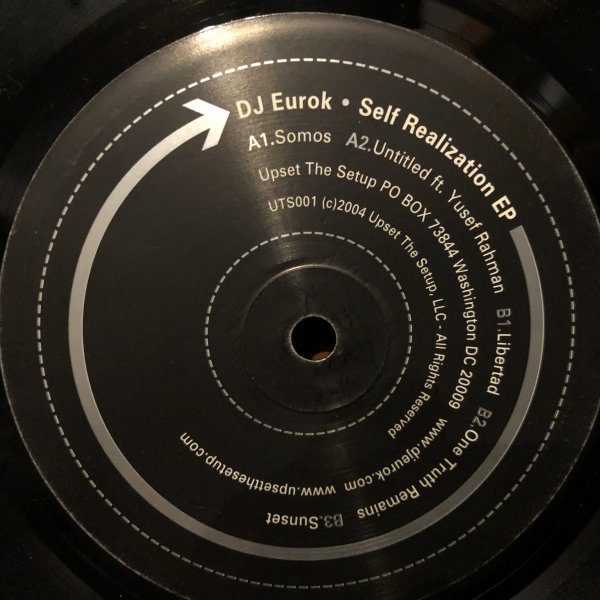 DJ Eurok • Self Realization EP
A1.Somos A2.Untitled ft. Yusef Rahman B1.Libertad B2.One Truth Remains B3.Sunset
Upset The Setup PO BOX 73844 Washington DC 20009 www.djeurok.com www.upsetthesetup.com
UTS001 (c)2004 Upset The Setup, LLC - All Rights Reserved